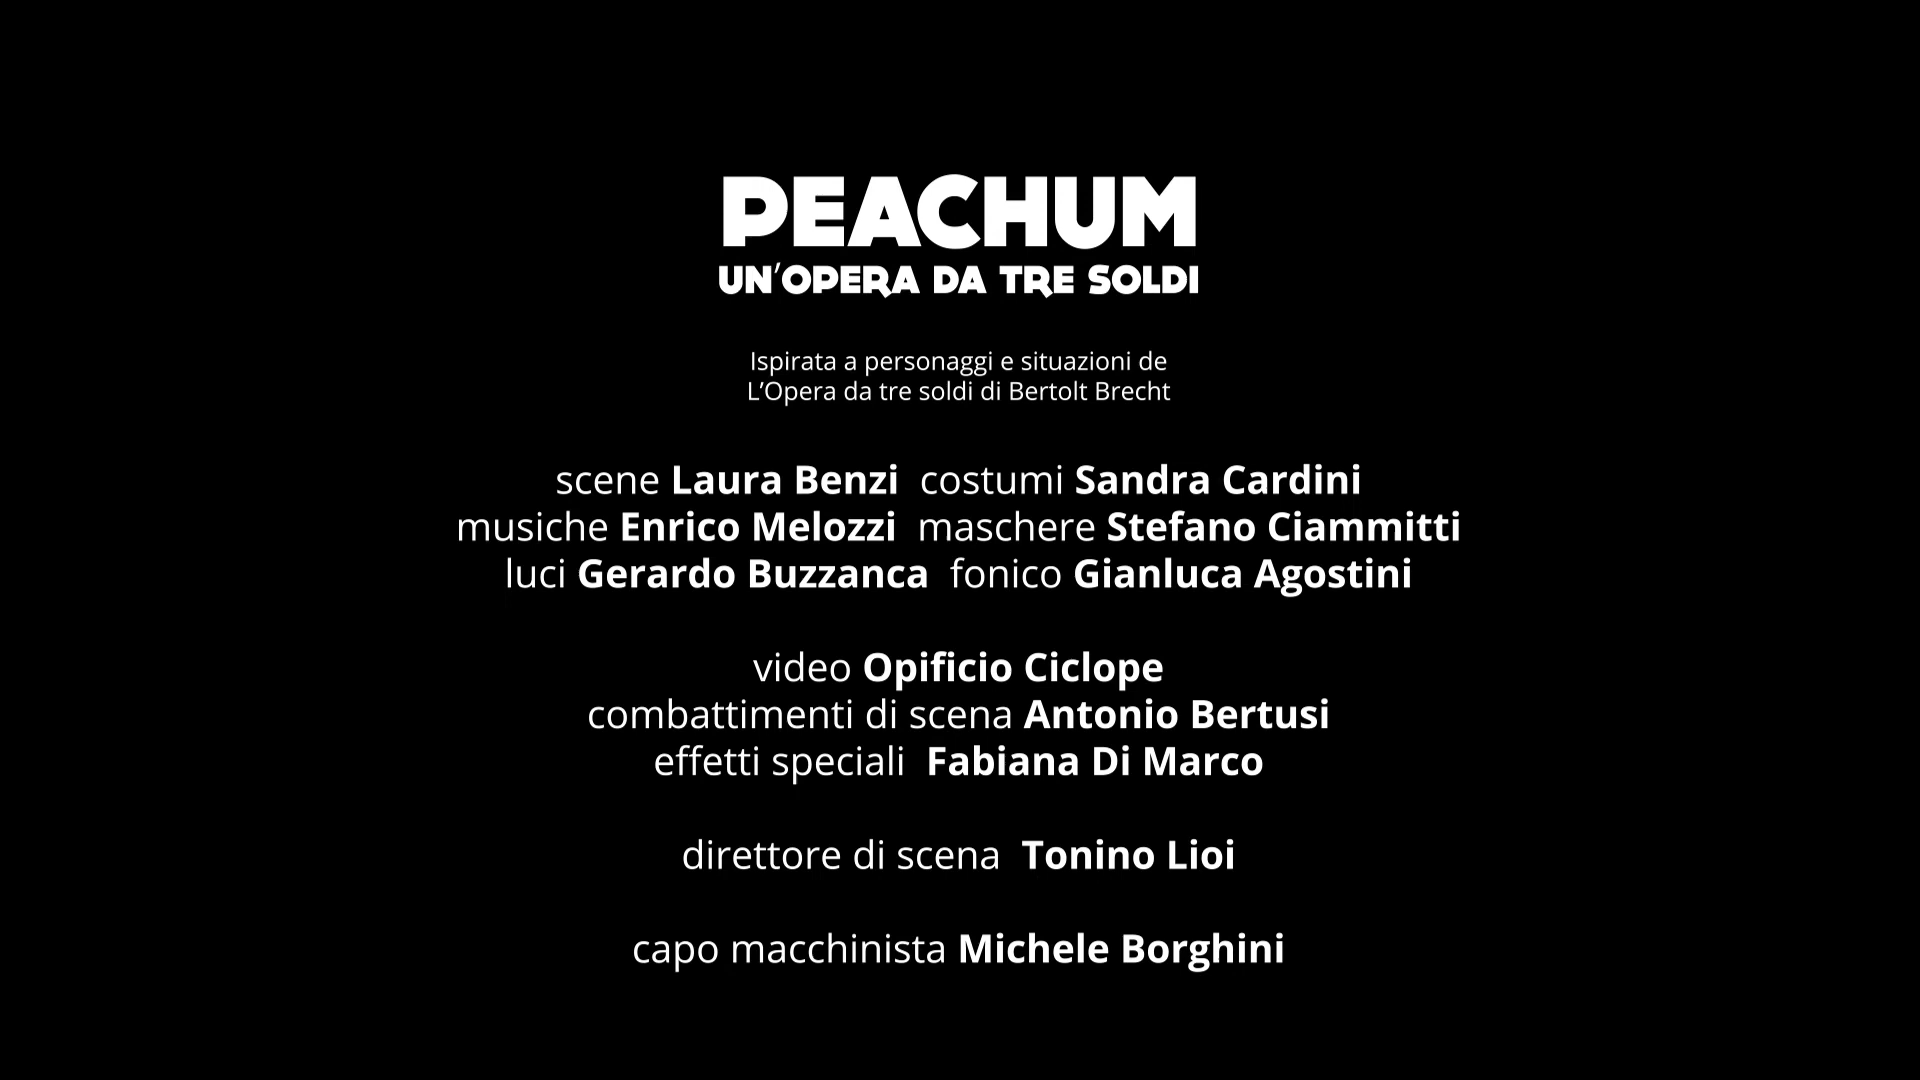 PEACHUM
UN'OPERA DA TRE SOLDI
Ispirata a personaggi e situazioni de
L’Opera da tre soldi di Bertolt Brecht
scene Laura Benzi costumi Sandra Cardini
musiche Enrico Melozzi maschere Stefano Ciammitti
luci Gerardo Buzzanca fonico Gianluca Agostini
video Opificio Ciclope
combattimenti di scena Antonio Bertusi
effetti speciali Fabiana Di Marco
direttore di scena Tonino Lioi
capo macchinista Michele Borghini